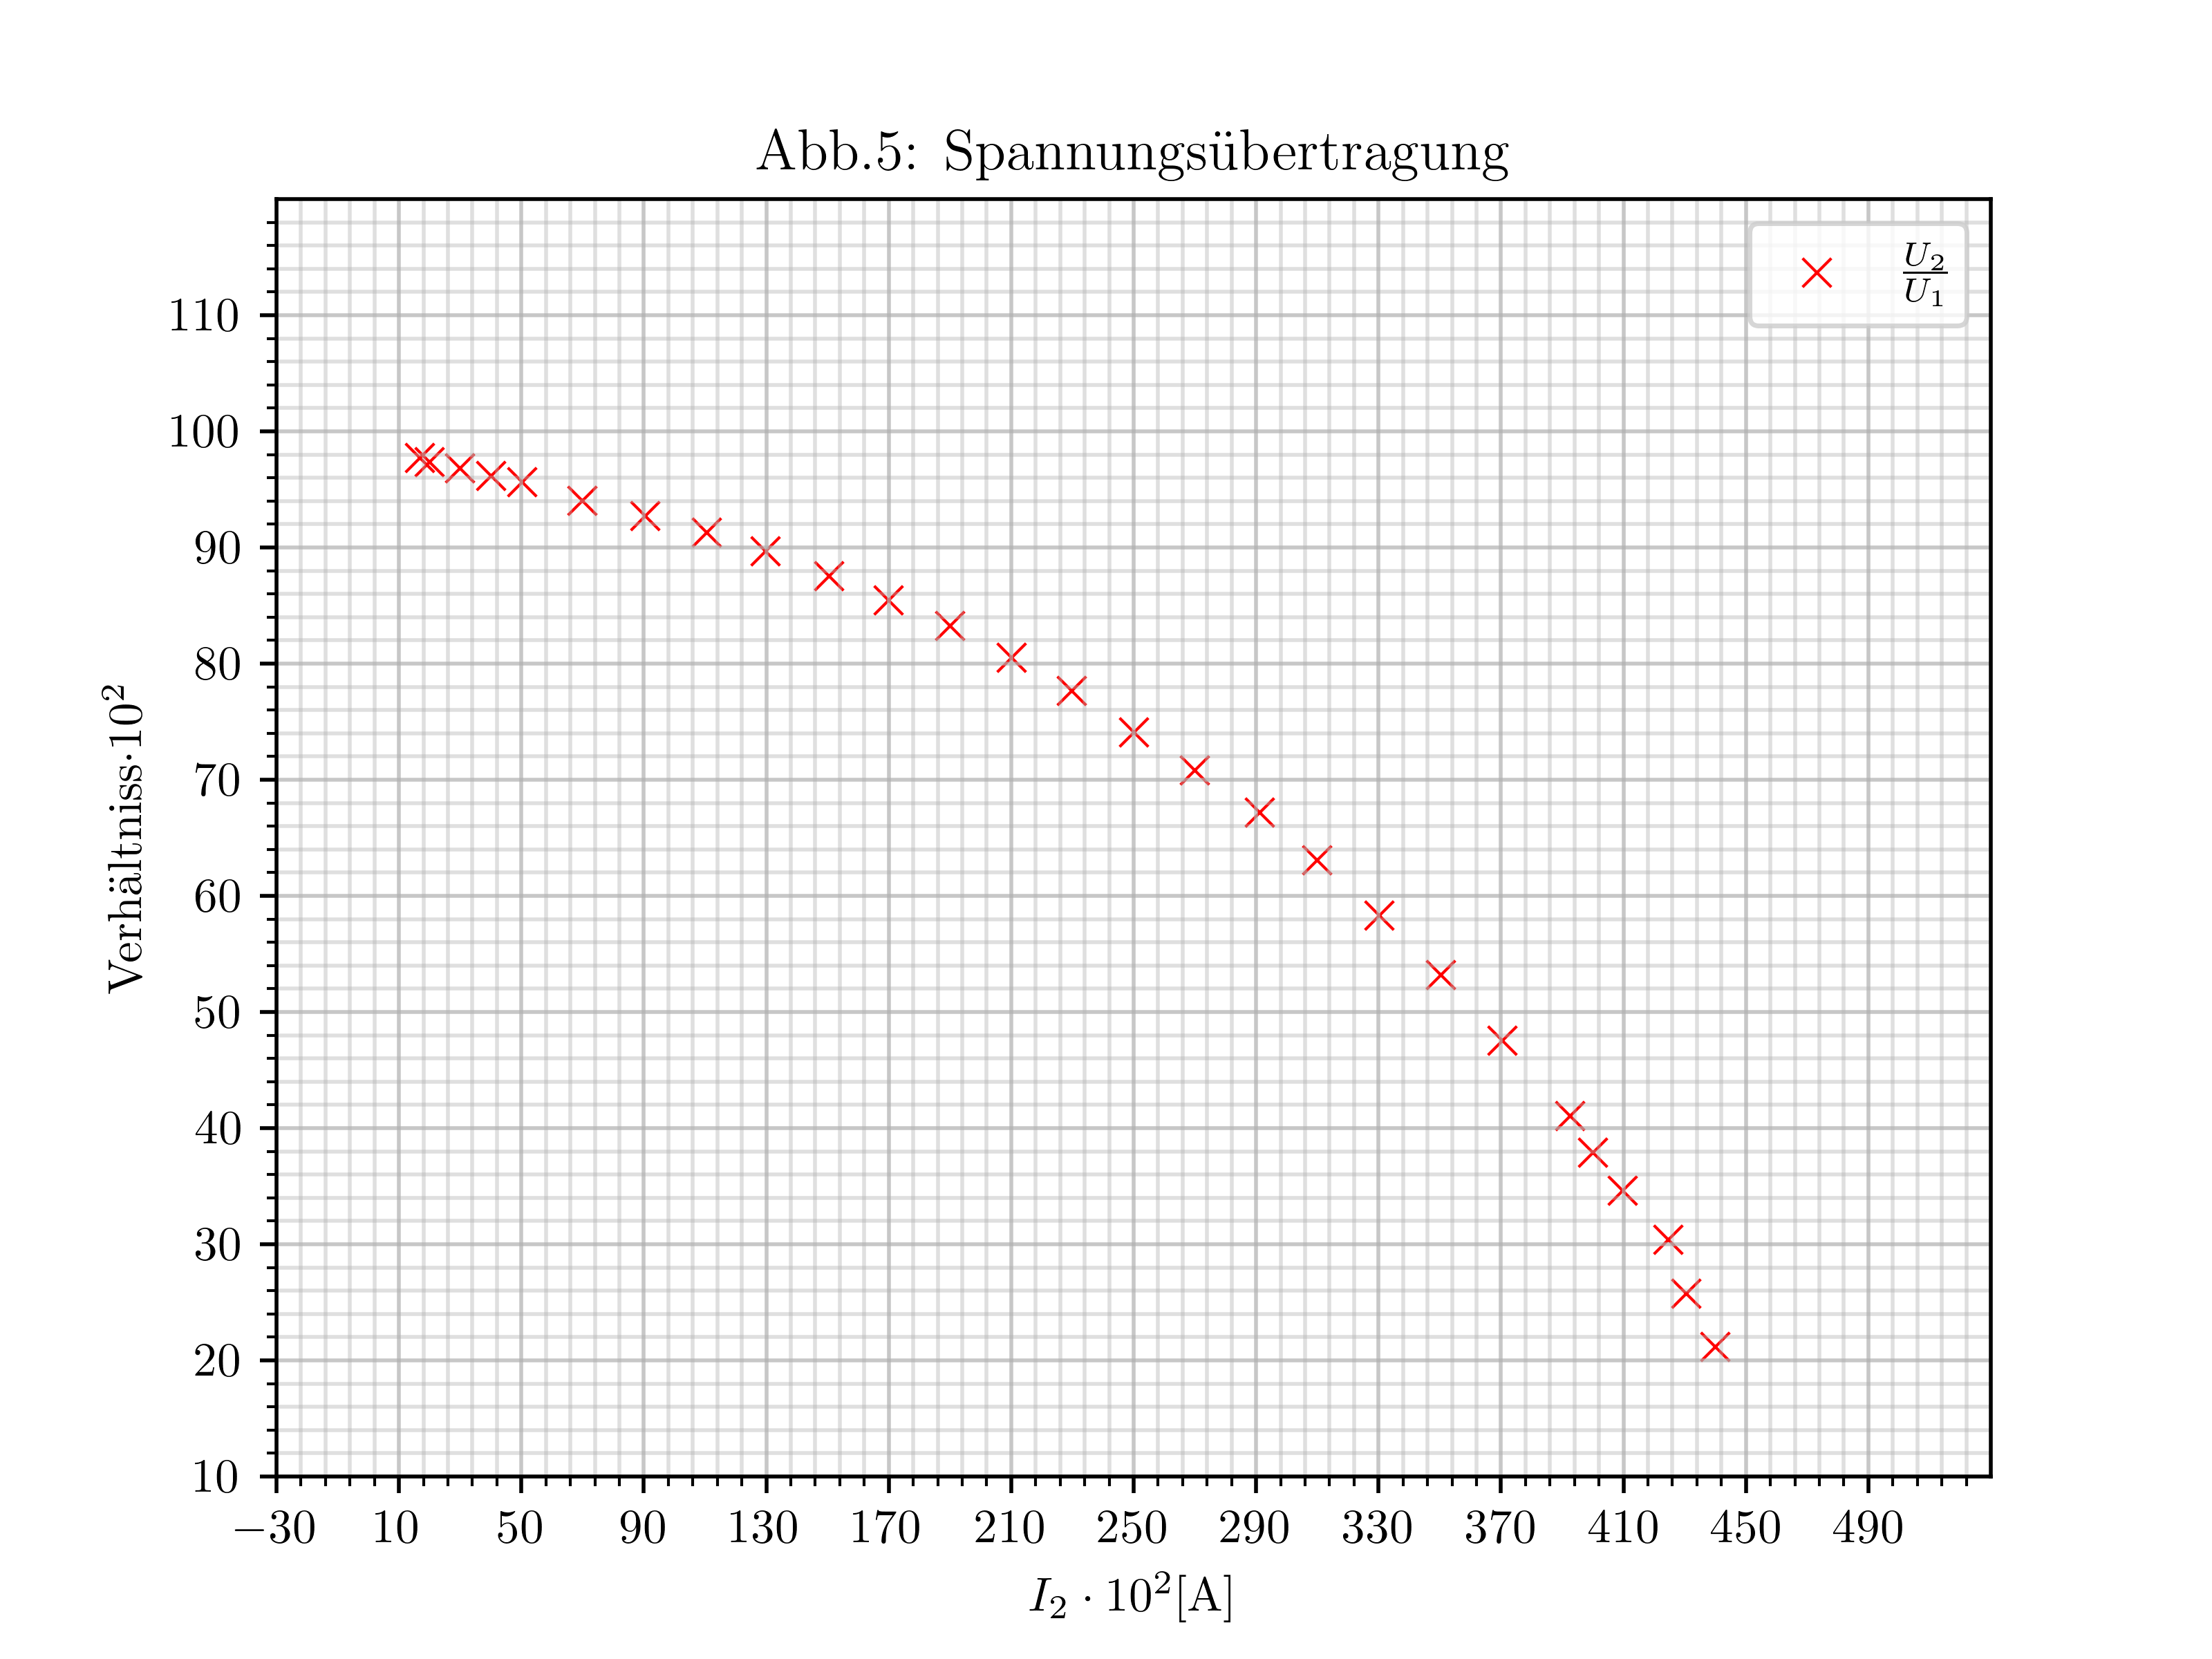 Abb.5: Spannungsübertragung
U₂
U₁
110
100
90
80
70
60
50
40
30
20
10
Verhältniss·10²
−30 10 50 90 130 170 210 250 290 330 370 410 450 490
I₂ · 10²[A]